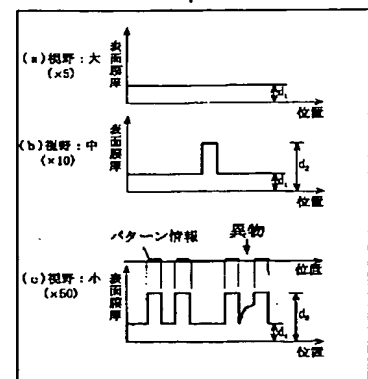 (a)視野:大
(×5)
表面膜厚
d₁
位置
(b)視野:中
(×10)
表面膜厚
d₂
d₁
位置
パターン情報
異物
位置
(c)視野:小
(×50)
表面膜厚
d₁
位置